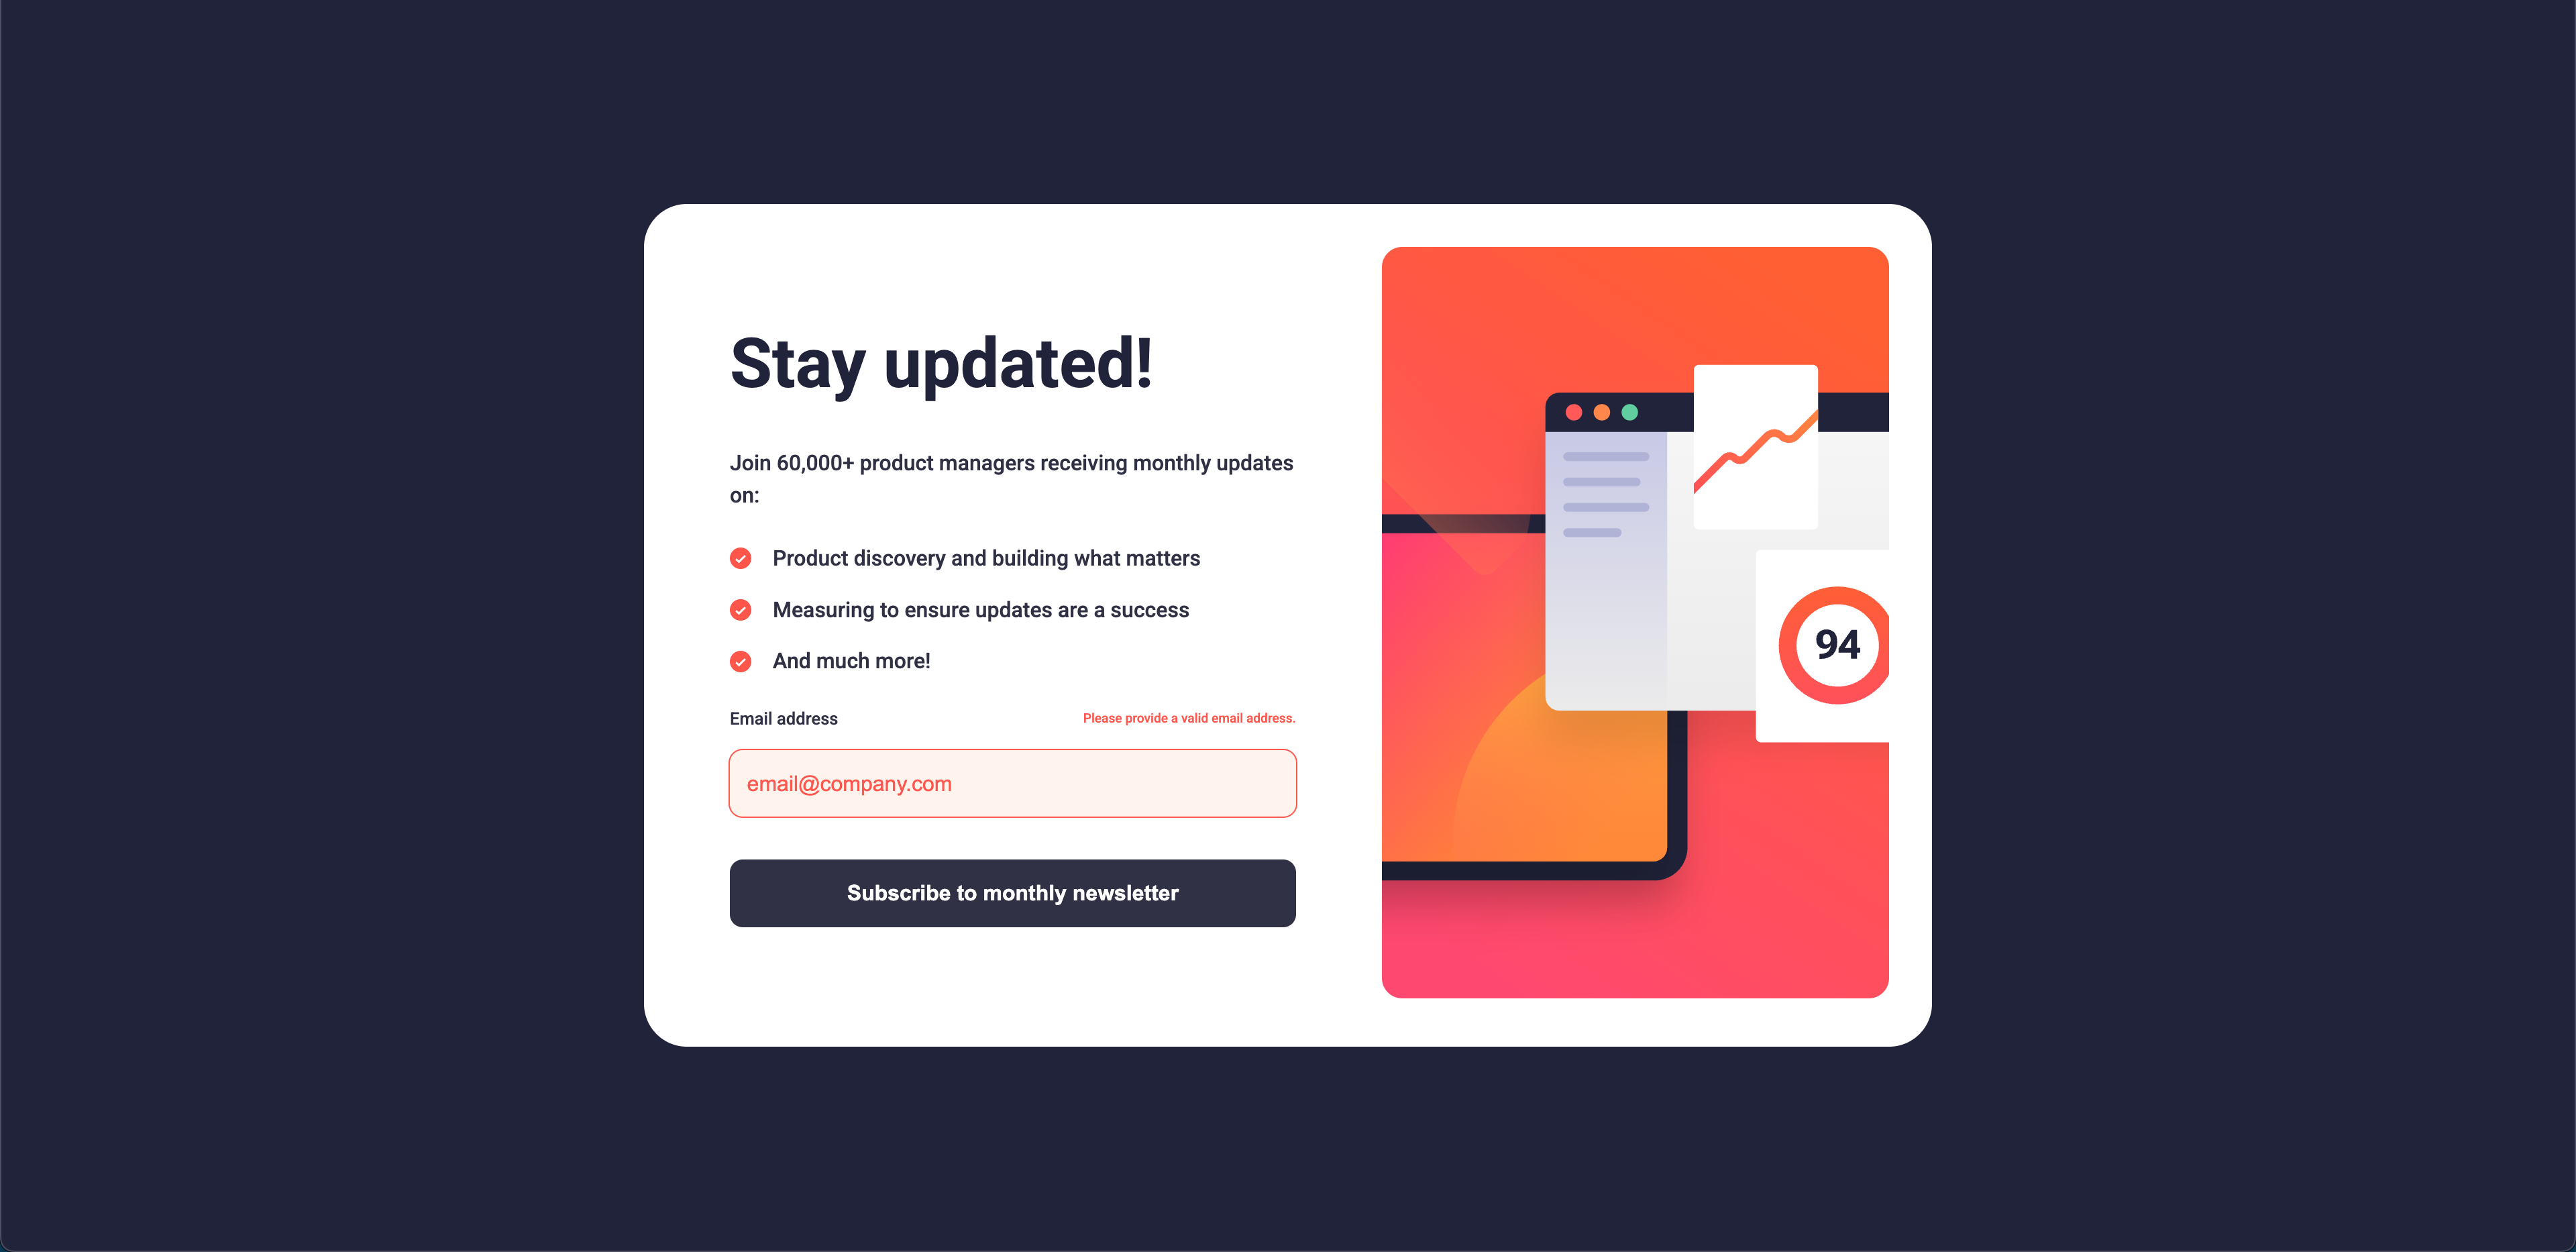 Stay updated!
Join 60,000+ product managers receiving monthly updates
on:
Product discovery and building what matters
Measuring to ensure updates are a success
And much more!
Email address
Please provide a valid email address.
email@company.com
Subscribe to monthly newsletter
94